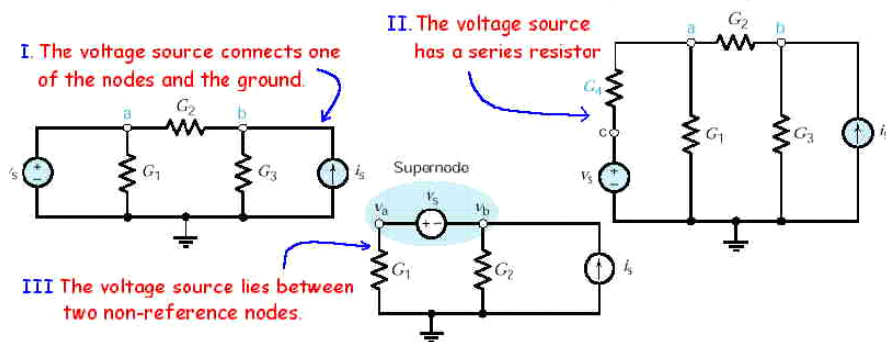 I. The voltage source connects one
of the nodes and the ground.
a
G2
b
G1
G3
is
II. The voltage source
has a series resistor
a
G2
b
G4
c
G1
G3
vs
Supernode
va
vs
vb
G1
G2
is
III The voltage source lies between
two non-reference nodes.